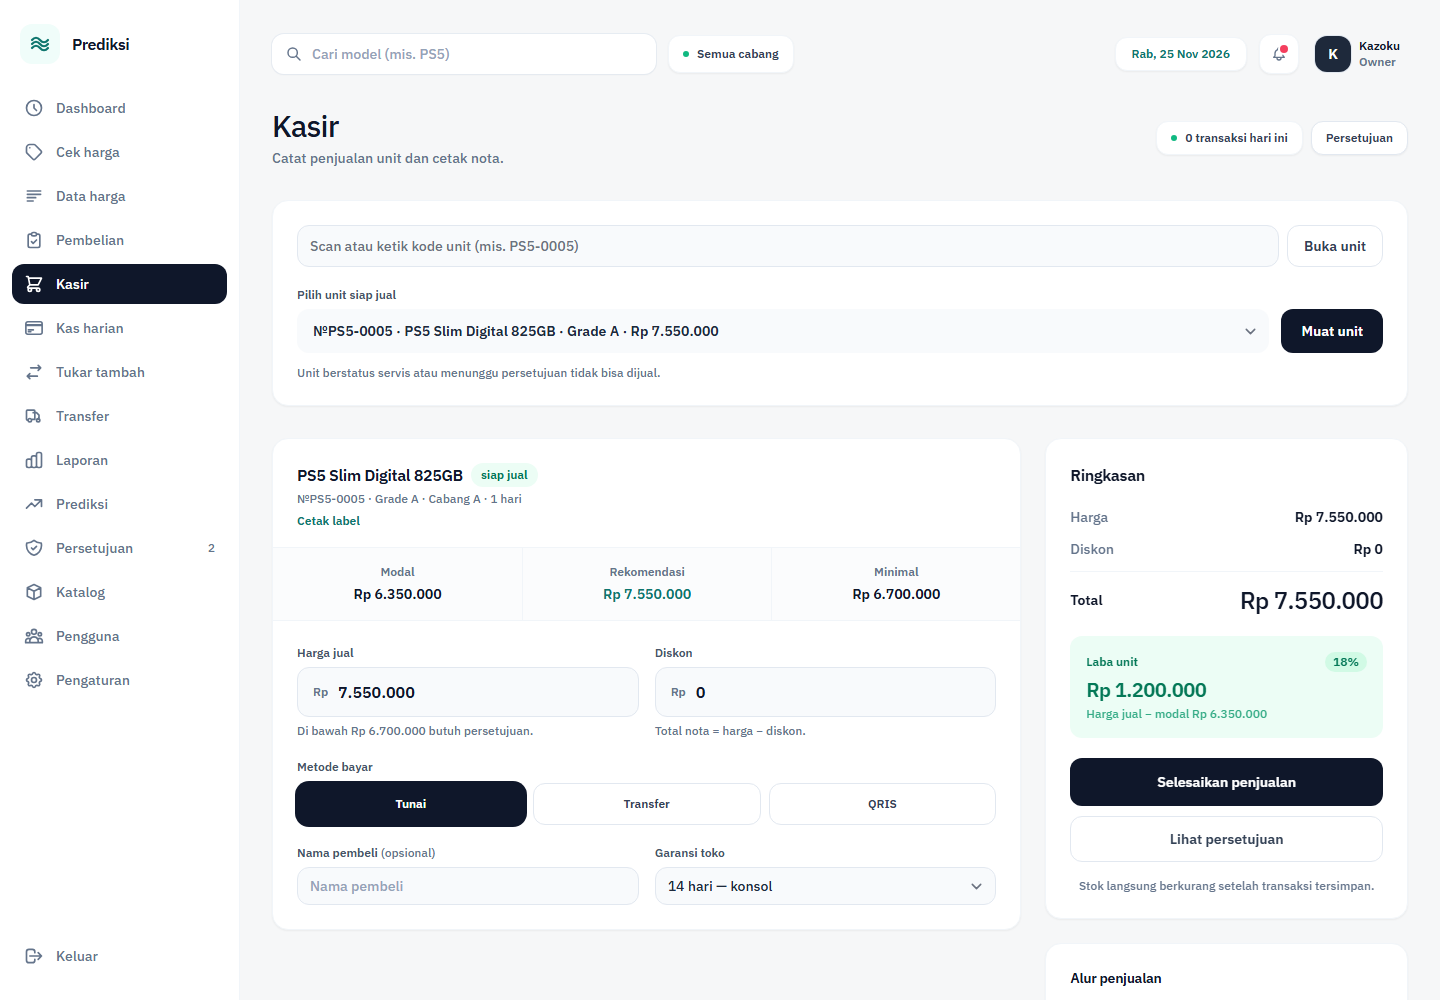 Prediksi
Dashboard
Cek harga
Data harga
Pembelian
Kasir
Kas harian
Tukar tambah
Transfer
Laporan
Prediksi
Persetujuan 2
Katalog
Pengguna
Pengaturan
Keluar
Cari model (mis. PS5)
Semua cabang
Rab, 25 Nov 2026
K
Kazoku
Owner
Kasir
Catat penjualan unit dan cetak nota.
0 transaksi hari ini
Persetujuan
Scan atau ketik kode unit (mis. PS5-0005)
Buka unit
Pilih unit siap jual
№PS5-0005 · PS5 Slim Digital 825GB · Grade A · Rp 7.550.000
Muat unit
Unit berstatus servis atau menunggu persetujuan tidak bisa dijual.
PS5 Slim Digital 825GB siap jual
№PS5-0005 · Grade A · Cabang A · 1 hari
Cetak label
Modal
Rp 6.350.000
Rekomendasi
Rp 7.550.000
Minimal
Rp 6.700.000
Harga jual
Rp 7.550.000
Di bawah Rp 6.700.000 butuh persetujuan.
Diskon
Rp 0
Total nota = harga − diskon.
Metode bayar
Tunai
Transfer
QRIS
Nama pembeli (opsional)
Nama pembeli
Garansi toko
14 hari — konsol
Ringkasan
Harga Rp 7.550.000
Diskon Rp 0
Total Rp 7.550.000
Laba unit 18%
Rp 1.200.000
Harga jual − modal Rp 6.350.000
Selesaikan penjualan
Lihat persetujuan
Stok langsung berkurang setelah transaksi tersimpan.
Alur penjualan